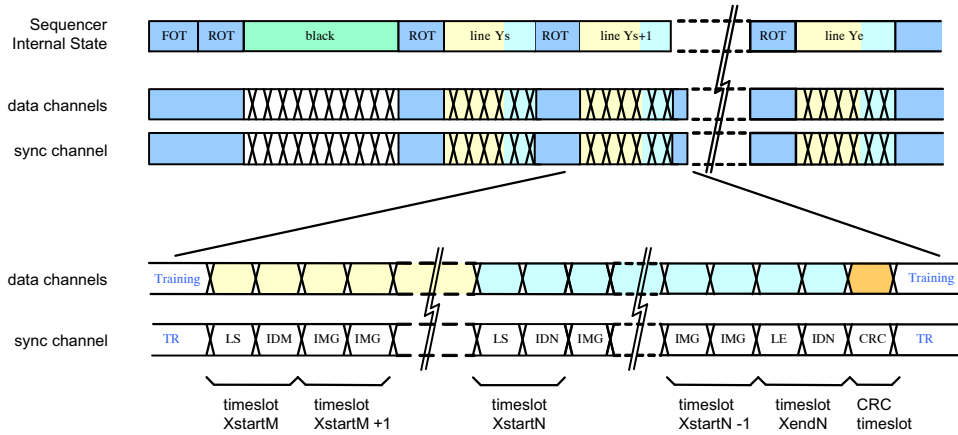 Sequencer
Internal State
FOT ROT black ROT line Ys ROT line Ys+1 ROT line Ye
data channels
sync channel
data channels Training Training
sync channel TR LS IDM IMG IMG LS IDN IMG IMG IMG LE IDN CRC TR
timeslot timeslot timeslot timeslot timeslot CRC
XstartM XstartM +1 XstartN XstartN -1 XendN timeslot